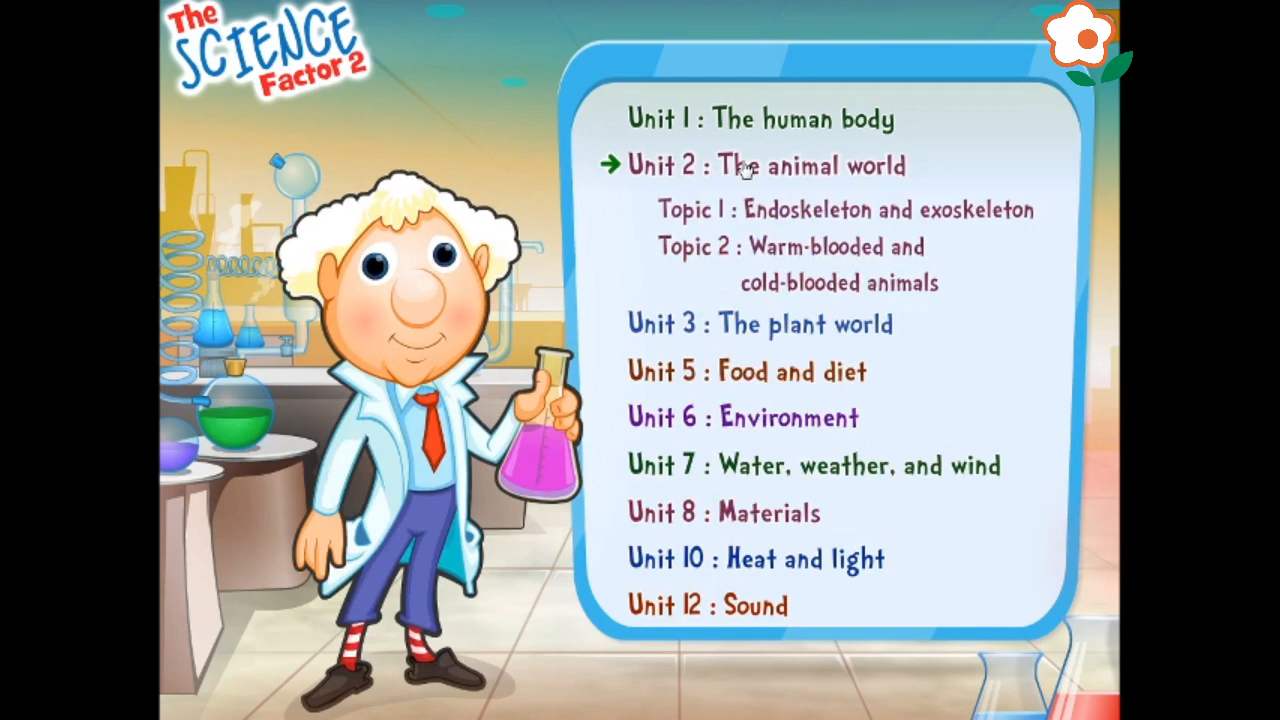 The
SCIENCE
Factor 2
Unit 1 : The human body
Unit 2 : The animal world
Topic 1 : Endoskeleton and exoskeleton
Topic 2 : Warm-blooded and
cold-blooded animals
Unit 3 : The plant world
Unit 5 : Food and diet
Unit 6 : Environment
Unit 7 : Water, weather, and wind
Unit 8 : Materials
Unit 10 : Heat and light
Unit 12 : Sound